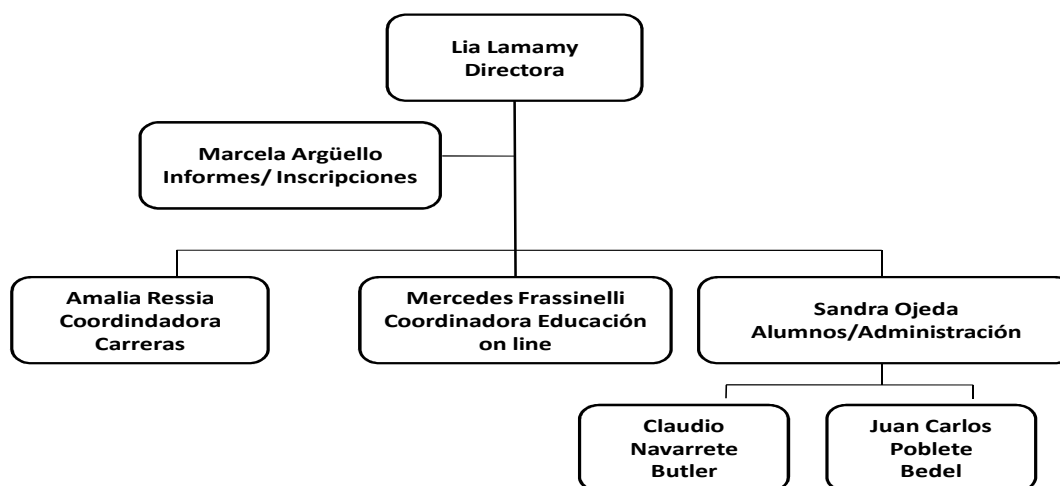 Lia Lamamy
Directora
Marcela Argüello
Informes/ Inscripciones
Amalia Ressia
Coordindadora
Carreras
Mercedes Frassinelli
Coordinadora Educación
on line
Sandra Ojeda
Alumnos/Administración
Claudio
Navarrete
Butler
Juan Carlos
Poblete
Bedel